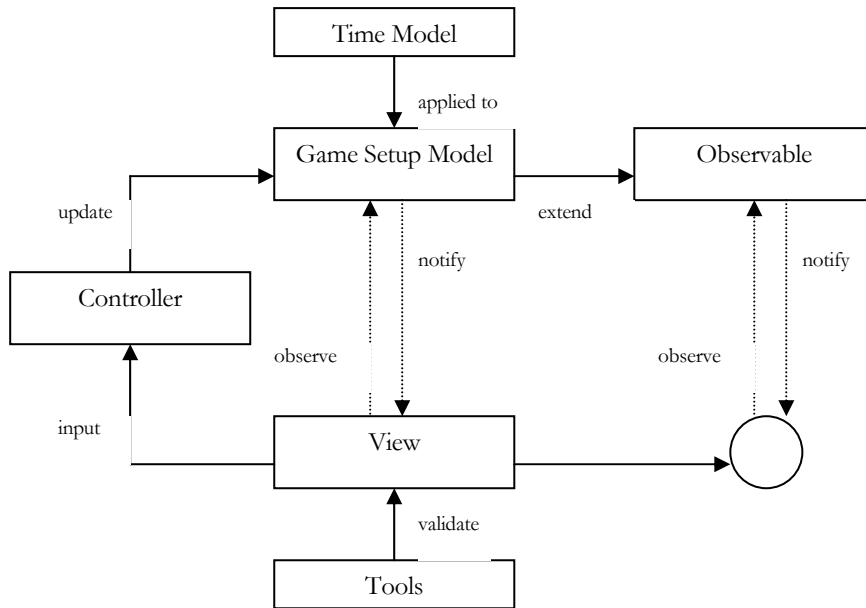 Time Model
applied to
Game Setup Model
Observable
update
extend
notify
notify
Controller
observe
observe
input
View
validate
Tools